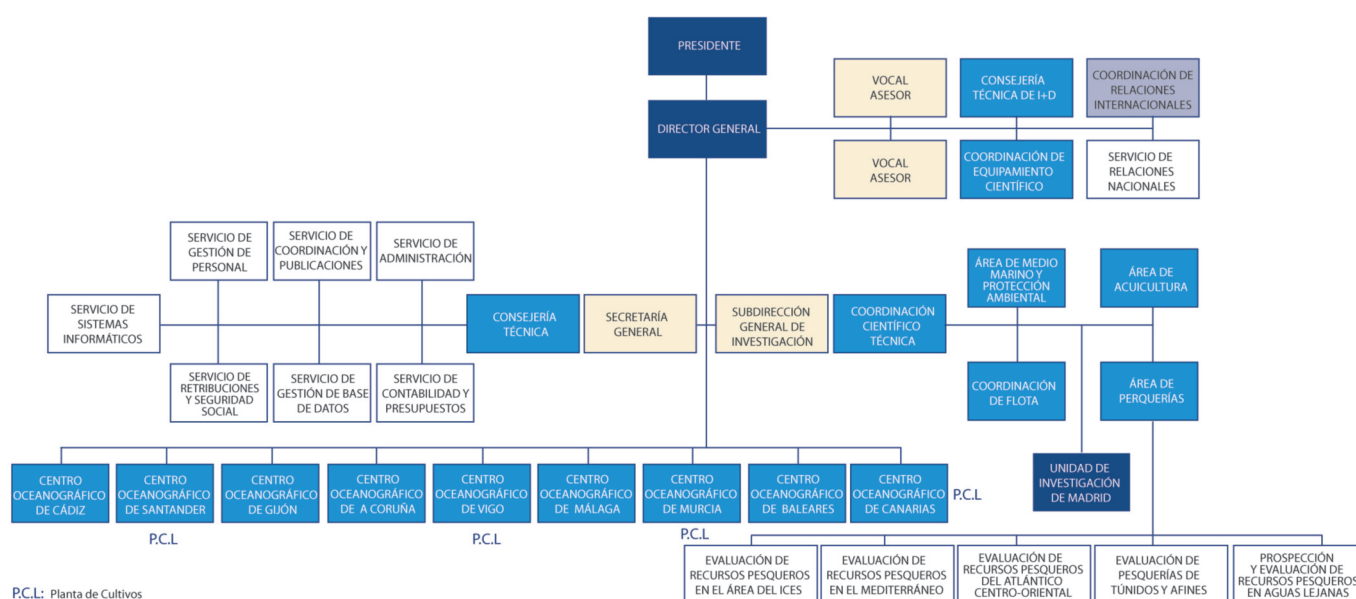 PRESIDENTE
DIRECTOR GENERAL
VOCAL
ASESOR
CONSEJERÍA
TÉCNICA DE I+D
COORDINACIÓN DE
RELACIONES
INTERNACIONALES
VOCAL
ASESOR
COORDINACIÓN DE
EQUIPAMIENTO
CIENTÍFICO
SERVICIO DE
RELACIONES
NACIONALES
SERVICIO DE
GESTIÓN DE
PERSONAL
SERVICIO DE
COORDINACIÓN Y
PUBLICACIONES
SERVICIO DE
ADMINISTRACIÓN
ÁREA DE MEDIO
MARINO Y
PROTECCIÓN
AMBIENTAL
ÁREA DE
ACUICULTURA
SERVICIO DE
SISTEMAS
INFORMÁTICOS
CONSEJERÍA
TÉCNICA
SECRETARÍA
GENERAL
SUBDIRECCIÓN
GENERAL DE
INVESTIGACIÓN
COORDINACIÓN
CIENTÍFICO
TÉCNICA
SERVICIO DE
RETRIBUCIONES
Y SEGURIDAD
SOCIAL
SERVICIO DE
GESTIÓN DE BASE
DE DATOS
SERVICIO DE
CONTABILIDAD Y
PRESUPUESTOS
COORDINACIÓN
DE FLOTA
ÁREA DE
PERQUERÍAS
CENTRO
OCEANOGRÁFICO
DE CÁDIZ
CENTRO
OCEANOGRÁFICO
DE SANTANDER
CENTRO
OCEANOGRÁFICO
DE GIJÓN
CENTRO
OCEANOGRÁFICO
DE A CORUÑA
CENTRO
OCEANOGRÁFICO
DE VIGO
CENTRO
OCEANOGRÁFICO
DE MÁLAGA
CENTRO
OCEANOGRÁFICO
DE MURCIA
CENTRO
OCEANOGRÁFICO
DE BALEARES
CENTRO
OCEANOGRÁFICO
DE CANARIAS
P.C.L
UNIDAD DE
INVESTIGACIÓN
DE MADRID
P.C.L
P.C.L
P.C.L
EVALUACIÓN DE
RECURSOS PESQUEROS
EN EL ÁREA DEL ICES
EVALUACIÓN DE
RECURSOS PESQUEROS
EN EL MEDITERRÁNEO
EVALUACIÓN DE
RECURSOS PESQUEROS
DEL ATLÁNTICO
CENTRO-ORIENTAL
EVALUACIÓN DE
PESQUERÍAS DE
TÚNIDOS Y AFINES
PROSPECCIÓN
Y EVALUACIÓN DE
RECURSOS PESQUEROS
EN AGUAS LEJANAS
P.C.L: Planta de Cultivos